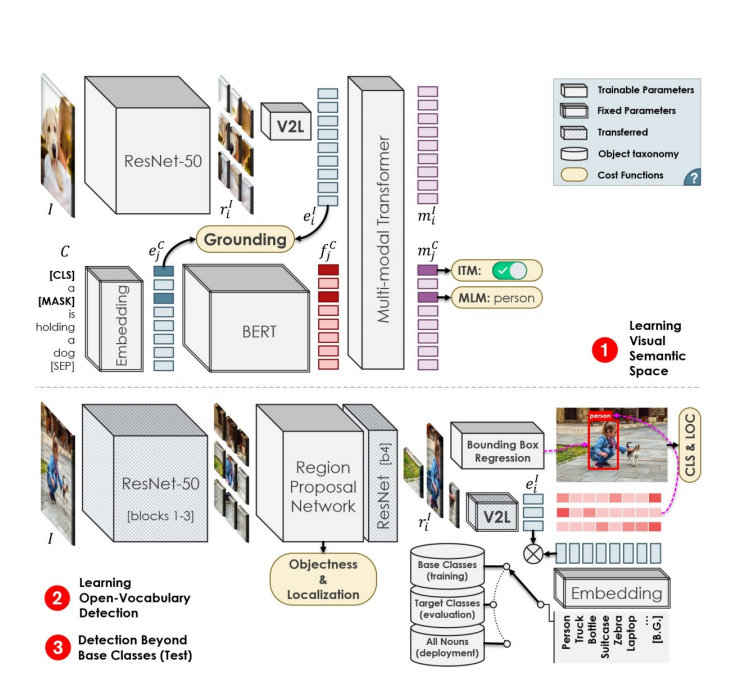 ResNet-50
V2L
Multi-modal Transformer
Trainable Parameters
Fixed Parameters
Transferred
Object taxonomy
Cost Functions
?
I
r_i^I
e_i^I
m_i^I
Grounding
C
e_j^C
f_j^C
m_j^C
[CLS]
a
[MASK]
is
holding
a
dog
[SEP]
Embedding
BERT
ITM:
MLM: person
1
Learning
Visual
Semantic
Space
ResNet-50
[blocks 1-3]
I
Region
Proposal
Network
ResNet [b4]
Objectness
&
Localization
r_i^I
Bounding Box
Regression
person
CLS & LOC
V2L
e_i^I
Embedding
Base Classes
(training)
Target Classes
(evaluation)
All Nouns
(deployment)
Person
Truck
Bottle
Suitcase
Zebra
Laptop
...
[B.G.]
2
Learning
Open-Vocabulary
Detection
3
Detection Beyond
Base Classes (Test)